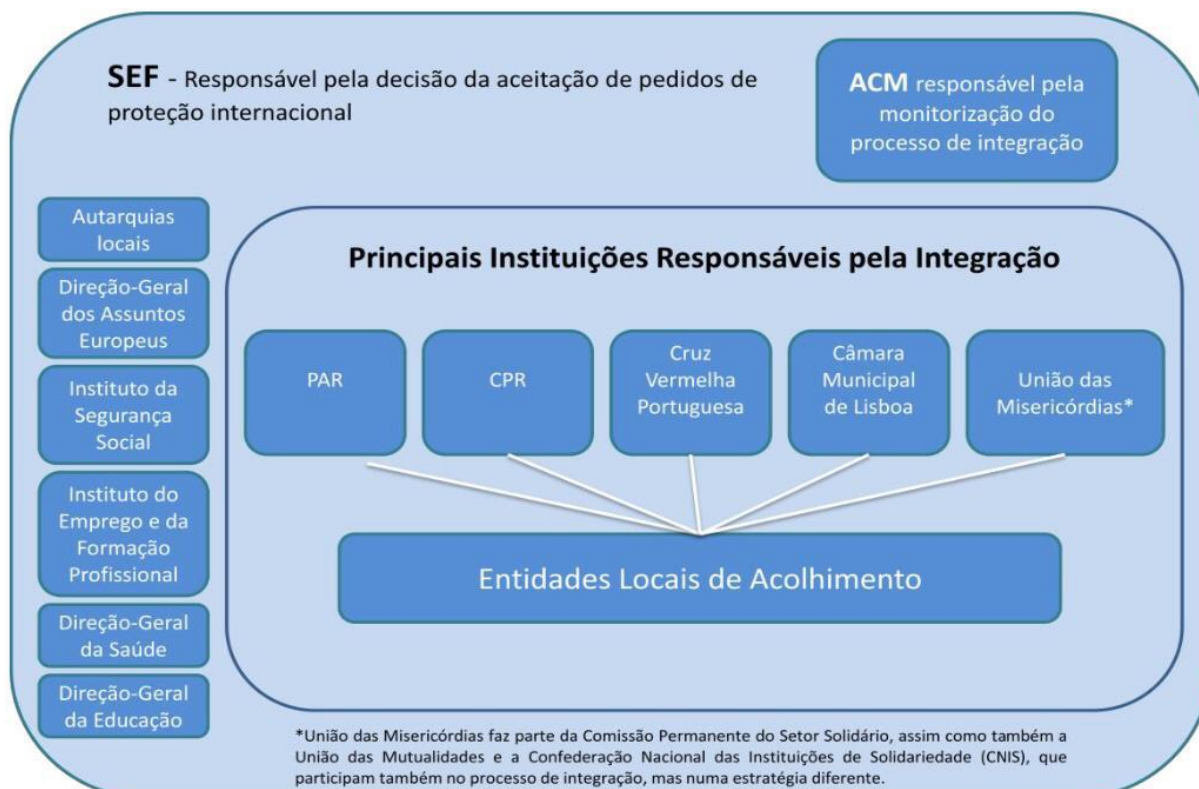 SEF - Responsável pela decisão da aceitação de pedidos de
proteção internacional
ACM responsável pela
monitorização do
processo de integração
Autarquias
locais
Direção-Geral
dos Assuntos
Europeus
Instituto da
Segurança
Social
Instituto do
Emprego e da
Formação
Profissional
Direção-Geral
da Saúde
Direção-Geral
da Educação
Principais Instituições Responsáveis pela Integração
PAR
CPR
Cruz
Vermelha
Portuguesa
Câmara
Municipal
de Lisboa
União das
Misericórdias*
Entidades Locais de Acolhimento
*União das Misericórdias faz parte da Comissão Permanente do Setor Solidário, assim como também a
União das Mutualidades e a Confederação Nacional das Instituições de Solidariedade (CNIS), que
participam também no processo de integração, mas numa estratégia diferente.